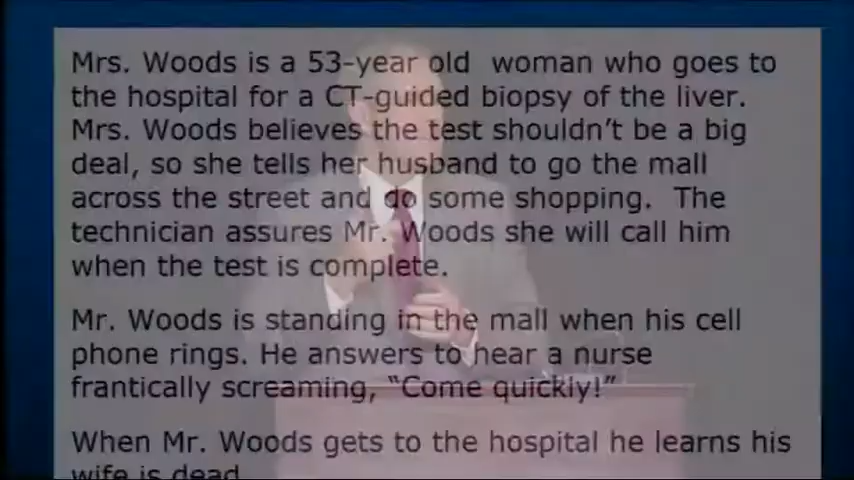 Mrs. Woods is a 53-year old woman who goes to
the hospital for a CT-guided biopsy of the liver.
Mrs. Woods believes the test shouldn't be a big
deal, so she tells her husband to go the mall
across the street and do some shopping. The
technician assures Mr. Woods she will call him
when the test is complete.
Mr. Woods is standing in the mall when his cell
phone rings. He answers to hear a nurse
frantically screaming, “Come quickly!”
When Mr. Woods gets to the hospital he learns his
wife is dead